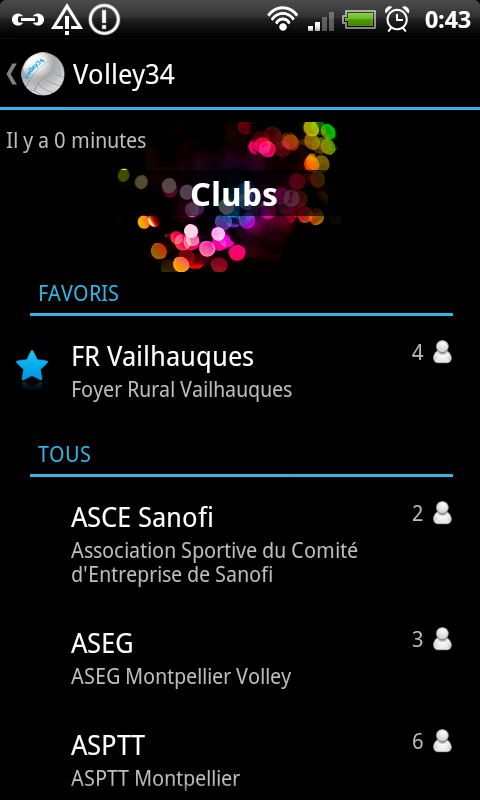 0:43
Volley34
Il y a 0 minutes
Clubs
FAVORIS
FR Vailhauques
4
Foyer Rural Vailhauques
TOUS
ASCE Sanofi
2
Association Sportive du Comité
d'Entreprise de Sanofi
ASEG
3
ASEG Montpellier Volley
ASPTT
6
ASPTT Montpellier